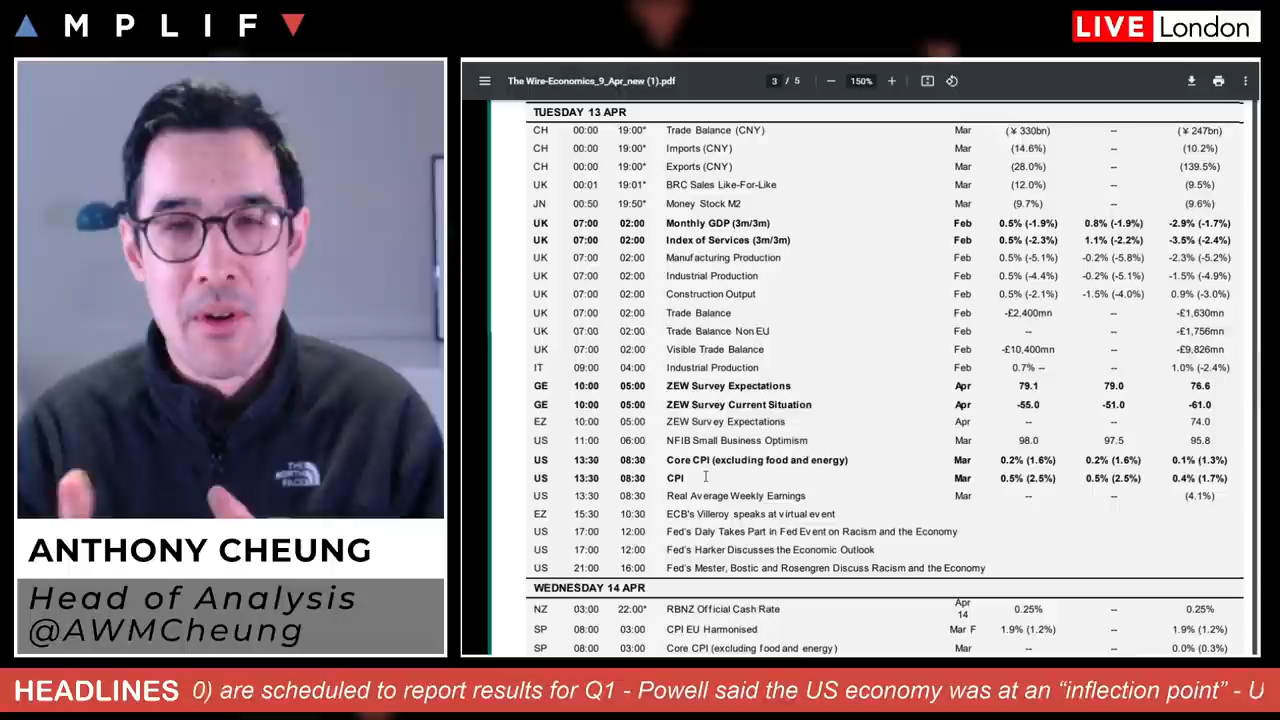 AMPLIFY
LIVE London
The Wire-Economics_9_Apr_new (1).pdf 3 / 5 150%
TUESDAY 13 APR
CH 00:00 19:00* Trade Balance (CNY) Mar (¥ 330bn) -- (¥ 247bn)
CH 00:00 19:00* Imports (CNY) Mar (14.6%) -- (10.2%)
CH 00:00 19:00* Exports (CNY) Mar (28.0%) -- (139.5%)
UK 00:01 19:01* BRC Sales Like-For-Like Mar (12.0%) -- (9.5%)
JN 00:50 19:50* Money Stock M2 Mar (9.7%) -- (9.6%)
UK 07:00 02:00 Monthly GDP (3m/3m) Feb 0.5% (-1.9%) 0.8% (-1.9%) -2.9% (-1.7%)
UK 07:00 02:00 Index of Services (3m/3m) Feb 0.5% (-2.3%) 1.1% (-2.2%) -3.5% (-2.4%)
UK 07:00 02:00 Manufacturing Production Feb 0.5% (-5.1%) -0.2% (-5.8%) -2.3% (-5.2%)
UK 07:00 02:00 Industrial Production Feb 0.5% (-4.4%) -0.2% (-5.1%) -1.5% (-4.9%)
UK 07:00 02:00 Construction Output Feb 0.5% (-2.1%) -1.5% (-4.0%) 0.9% (-3.0%)
UK 07:00 02:00 Trade Balance Feb -£2,400mn -- -£1,630mn
UK 07:00 02:00 Trade Balance Non EU Feb -- -- -£1,756mn
UK 07:00 02:00 Visible Trade Balance Feb -£10,400mn -- -£9,826mn
IT 09:00 04:00 Industrial Production Feb 0.7% -- 1.0% (-2.4%)
GE 10:00 05:00 ZEW Survey Expectations Apr 79.1 79.0 76.6
GE 10:00 05:00 ZEW Survey Current Situation Apr -55.0 -51.0 -61.0
EZ 10:00 05:00 ZEW Survey Expectations Apr -- -- 74.0
US 11:00 06:00 NFIB Small Business Optimism Mar 98.0 97.5 95.8
US 13:30 08:30 Core CPI (excluding food and energy) Mar 0.2% (1.6%) 0.2% (1.6%) 0.1% (1.3%)
US 13:30 08:30 CPI Mar 0.5% (2.5%) 0.5% (2.5%) 0.4% (1.7%)
US 13:30 08:30 Real Average Weekly Earnings Mar -- -- (4.1%)
EZ 15:30 10:30 ECB's Villeroy speaks at virtual event
US 17:00 12:00 Fed's Daly Takes Part in Fed Event on Racism and the Economy
US 17:00 12:00 Fed's Harker Discusses the Economic Outlook
US 21:00 16:00 Fed's Mester, Bostic and Rosengren Discuss Racism and the Economy
WEDNESDAY 14 APR
NZ 03:00 22:00* RBNZ Official Cash Rate Apr 14 0.25% -- 0.25%
SP 08:00 03:00 CPI EU Harmonised Mar F 1.9% (1.2%) -- 1.9% (1.2%)
SP 08:00 03:00 Core CPI (excluding food and energy) Mar -- 0.0% (0.3%)
THE NORTH FACE
ANTHONY CHEUNG
Head of Analysis
@AWMCheung
HEADLINES 0) are scheduled to report results for Q1 - Powell said the US economy was at an “inflection point” - U